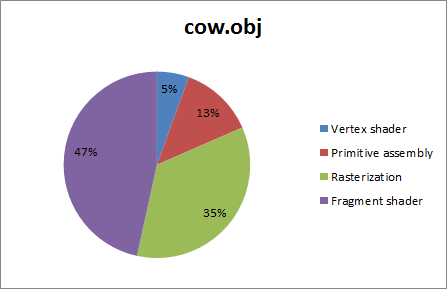 cow.obj
5%
13%
47%
35%
Vertex shader
Primitive assembly
Rasterization
Fragment shader